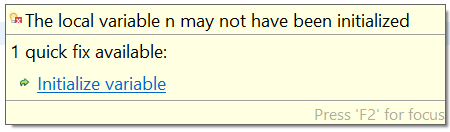 The local variable n may not have been initialized
1 quick fix available:
Initialize variable
Press 'F2' for focus